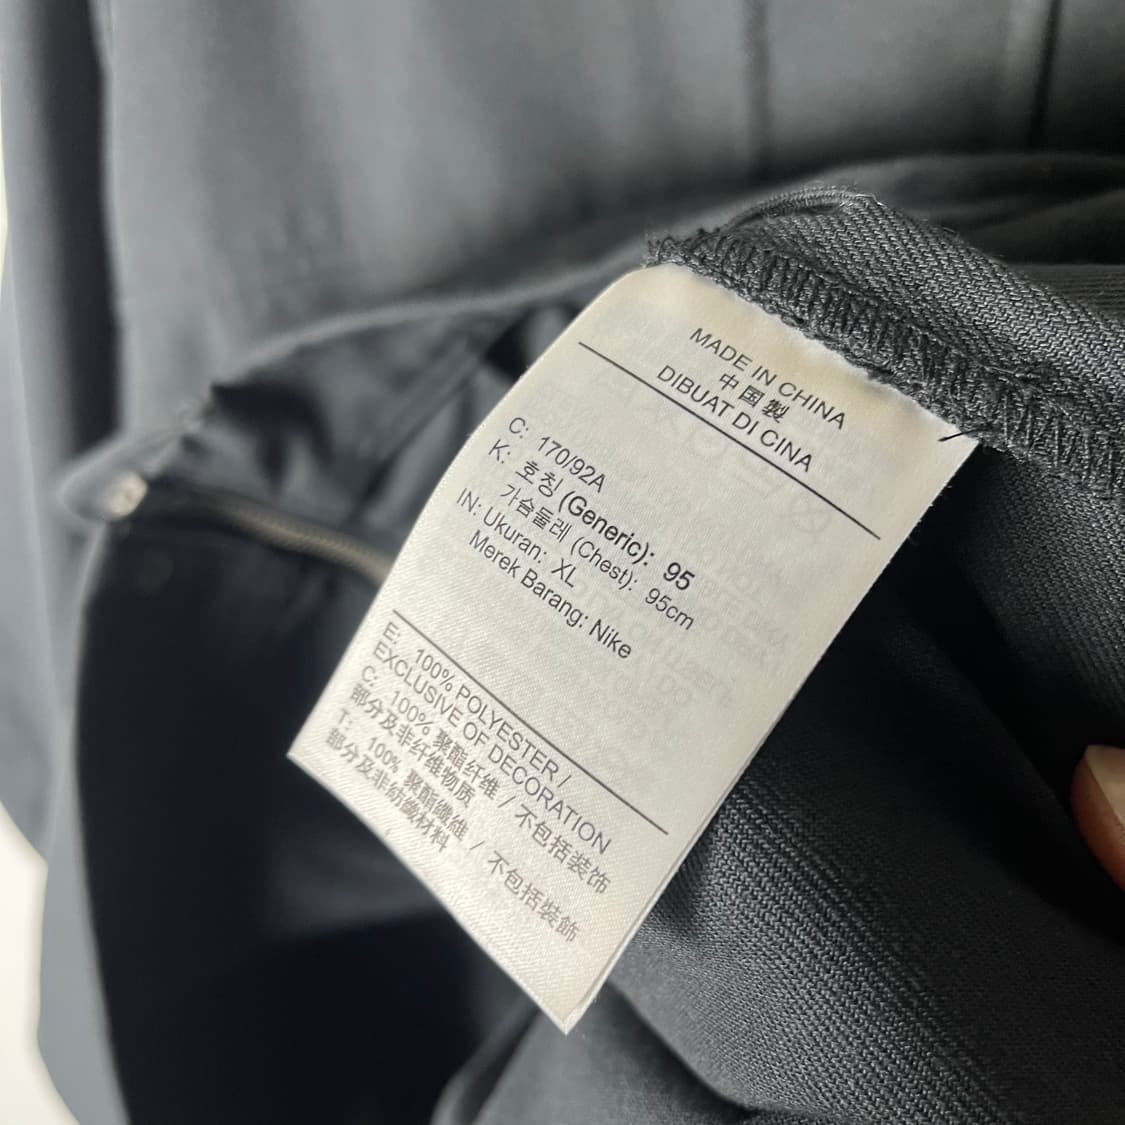 MADE IN CHINA
中国製
DIBUAT DI CINA
C: 170/92A
K: 호칭 (Generic): 95
가슴둘레 (Chest): 95cm
IN: Ukuran: XL
Merek Barang: Nike
E: 100% POLYESTER /
EXCLUSIVE OF DECORATION
C: 100% 聚酯纤维 / 不包括装饰
部分及非纤维物质
T: 100% 聚酯纖維 / 不包括裝飾
部分及非紡織材料